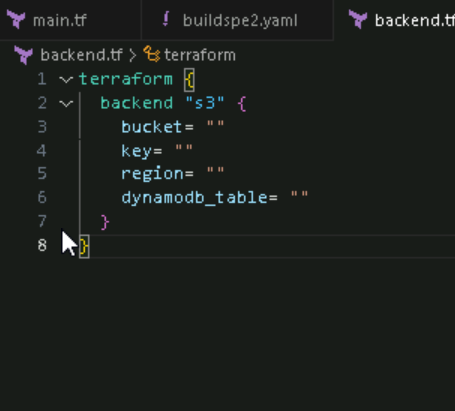 main.tf ! buildspe2.yaml backend.tf
backend.tf > terraform
1 terraform {
2 backend "s3" {
3 bucket= ""
4 key= ""
5 region= ""
6 dynamodb_table= ""
7 }
8 }